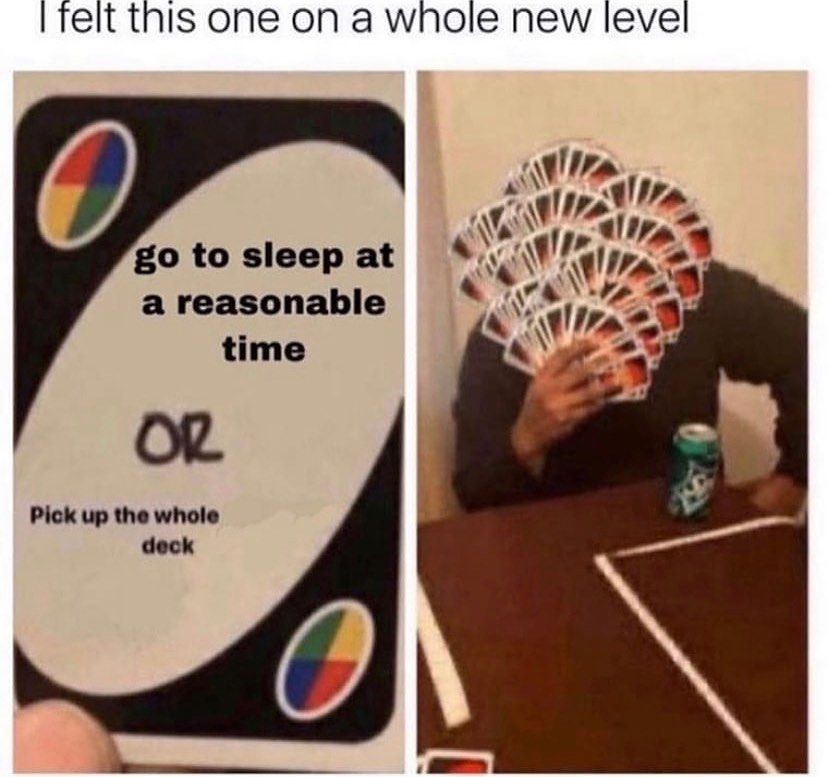 I felt this one on a whole new level
go to sleep at
a reasonable
time
OR
Pick up the whole
deck